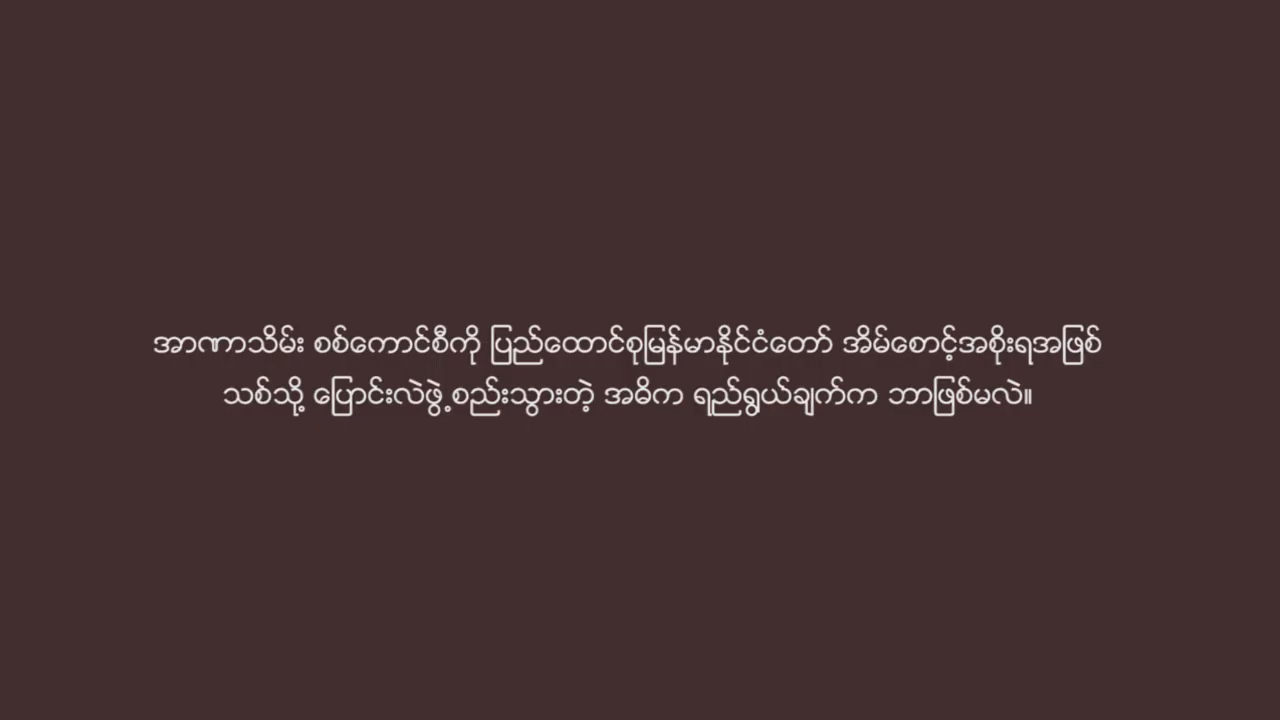 အာဏာသိမ်း စစ်ကောင်စီကို ပြည်ထောင်စုမြန်မာနိုင်ငံတော် အိမ်စောင့်အစိုးရအဖြစ်
သစ်သို့ ပြောင်းလဲဖွဲ့စည်းသွားတဲ့ အဓိက ရည်ရွယ်ချက်က ဘာဖြစ်မလဲ။